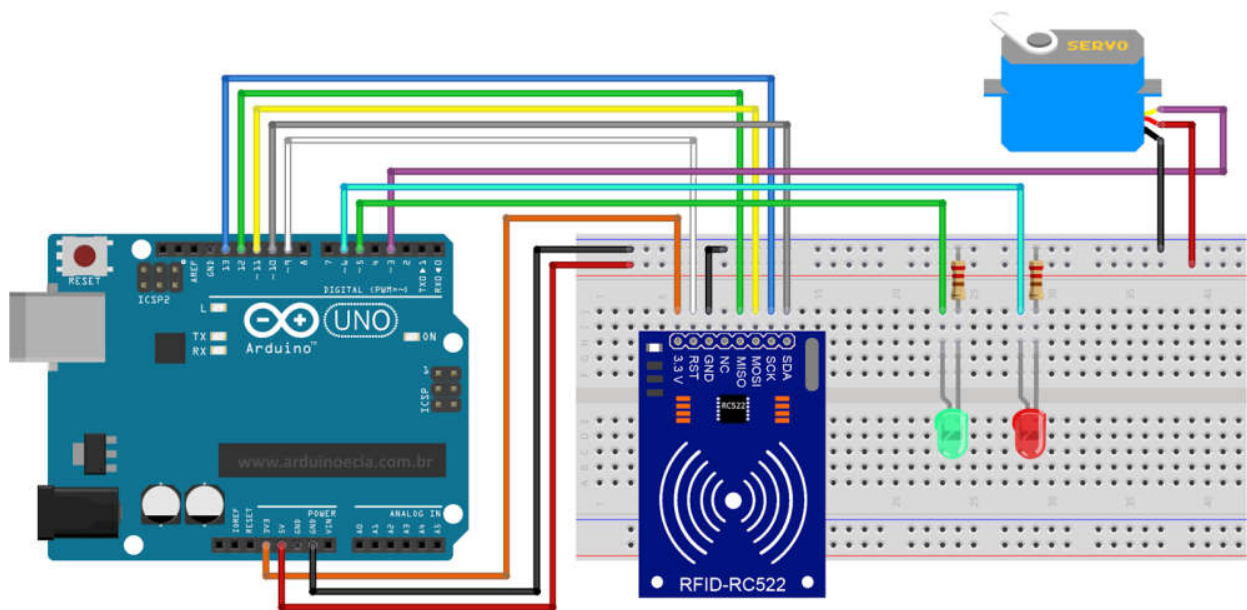 SERVO
RESET
ICSP2
L
TX
RX
AREF
GND
13
12
~11
~10
~9
8
7
~6
~5
4
~3
2
TXD 1
RXD 0
DIGITAL (PWM=~)
Arduino™
UNO
ON
ICSP
www.arduinoecia.com.br
IOREF
RESET
3V3
5V
GND
GND
VIN
POWER
ANALOG IN
A0
A1
A2
A3
A4
A5
3.3 V
RST
GND
NC
MISO
MOSI
SCK
SDA
RC522
RFID-RC522